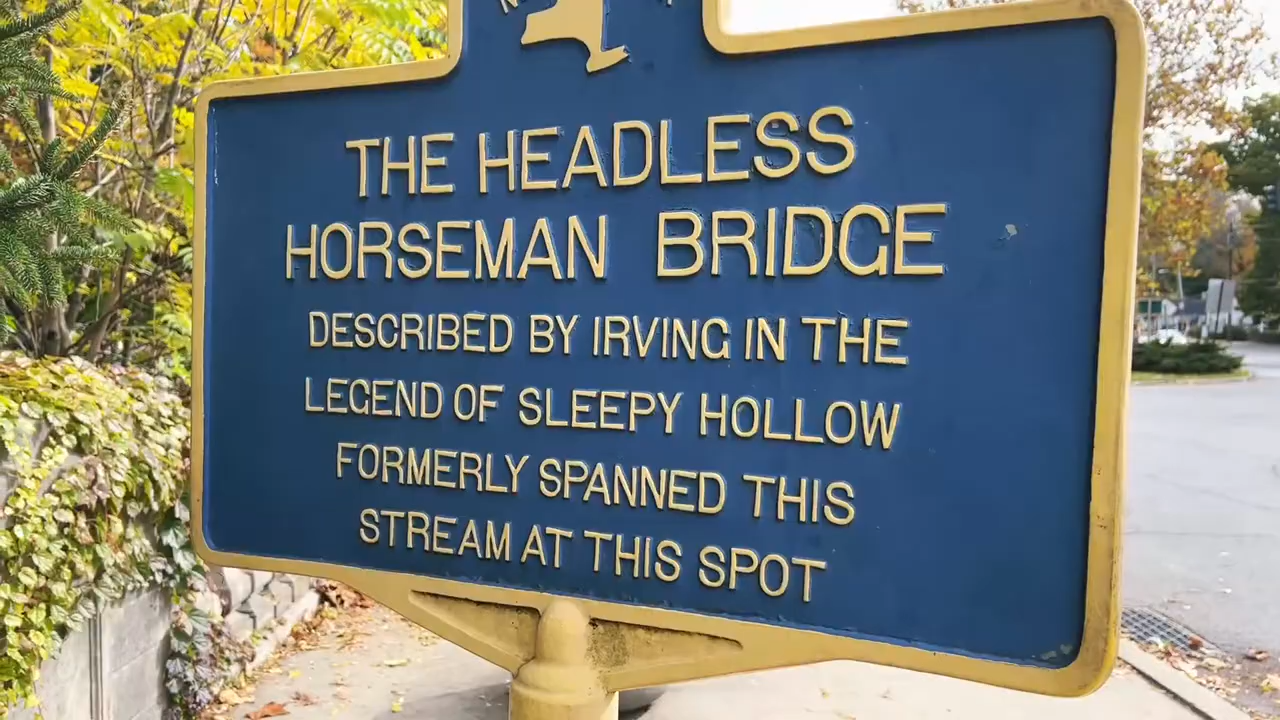 THE HEADLESS
HORSEMAN BRIDGE
DESCRIBED BY IRVING IN THE
LEGEND OF SLEEPY HOLLOW
FORMERLY SPANNED THIS
STREAM AT THIS SPOT